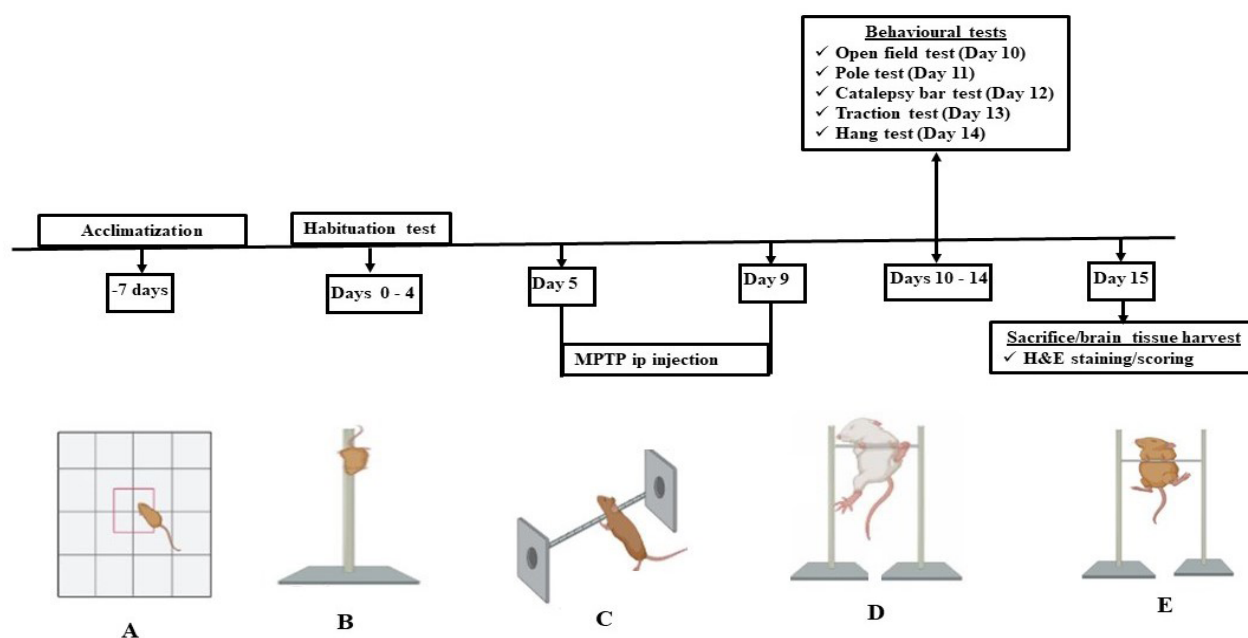 Behavioural tests
✓ Open field test (Day 10)
✓ Pole test (Day 11)
✓ Catalepsy bar test (Day 12)
✓ Traction test (Day 13)
✓ Hang test (Day 14)
Acclimatization
Habituation test
-7 days
Days 0 - 4
Day 5
Day 9
Days 10 - 14
Day 15
MPTP ip injection
Sacrifice/brain tissue harvest
✓ H&E staining/scoring
A
B
C
D
E